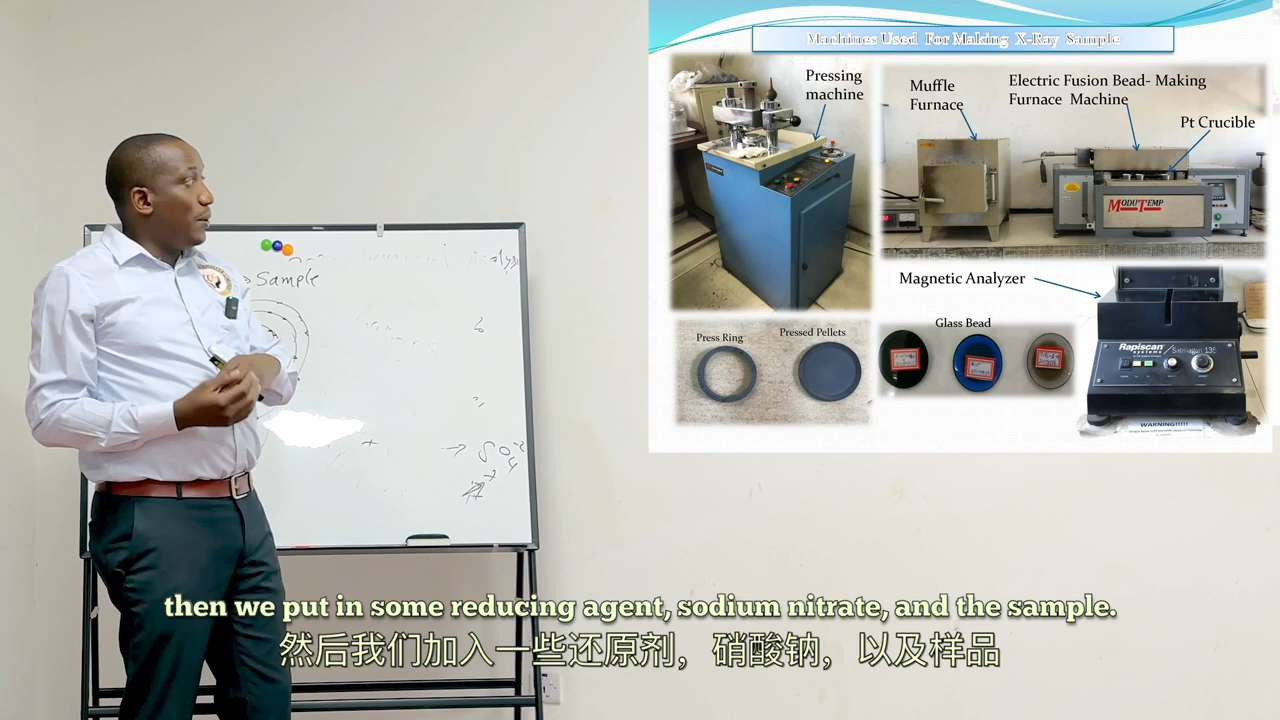 Machines Used For Making X-Ray Sample
Pressing
machine
Muffle
Furnace
Electric Fusion Bead- Making
Furnace Machine
Pt Crucible
MODUTEMP
Magnetic Analyzer
Press Ring
Pressed Pellets
Glass Bead
Rapiscan
systems
WARNING!!!!!
Sample
then we put in some reducing agent, sodium nitrate, and the sample.
然后我们加入一些还原剂，硝酸钠，以及样品